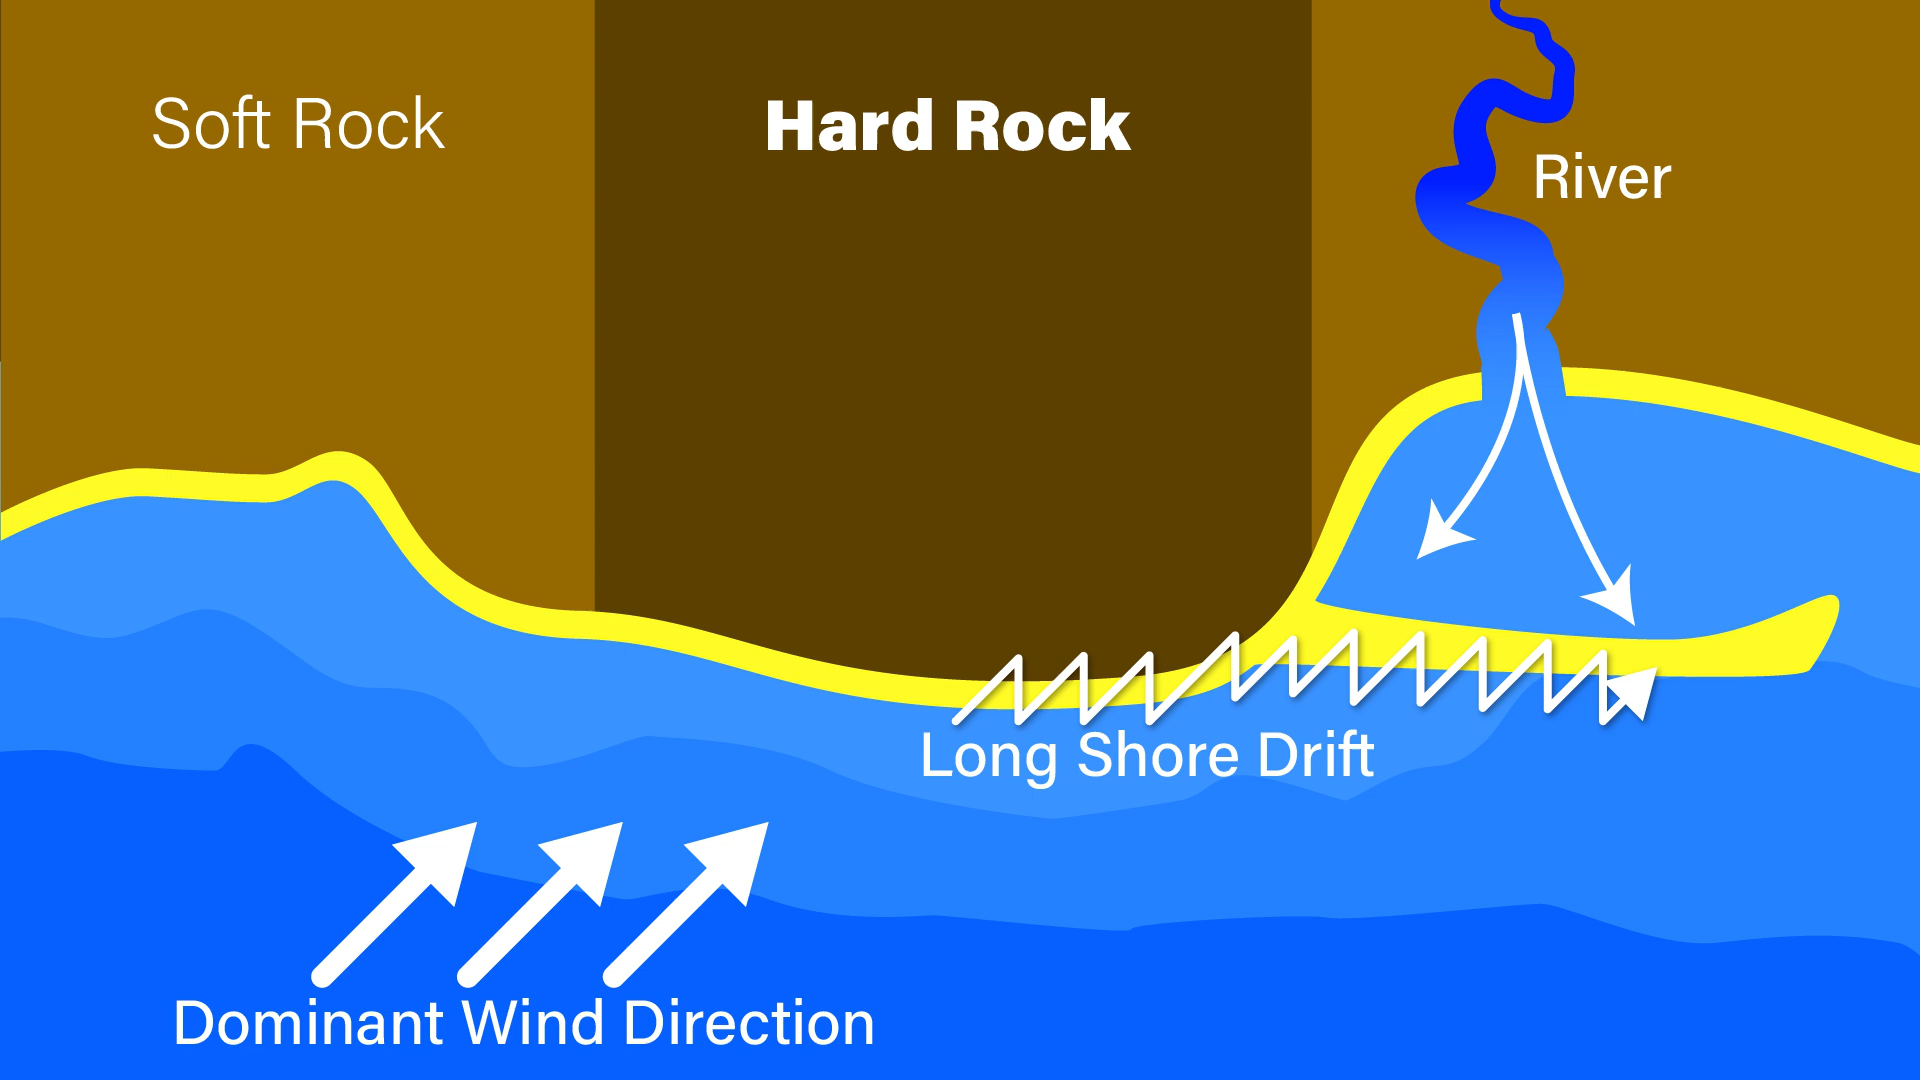 Soft Rock
Hard Rock
River
Long Shore Drift
Dominant Wind Direction